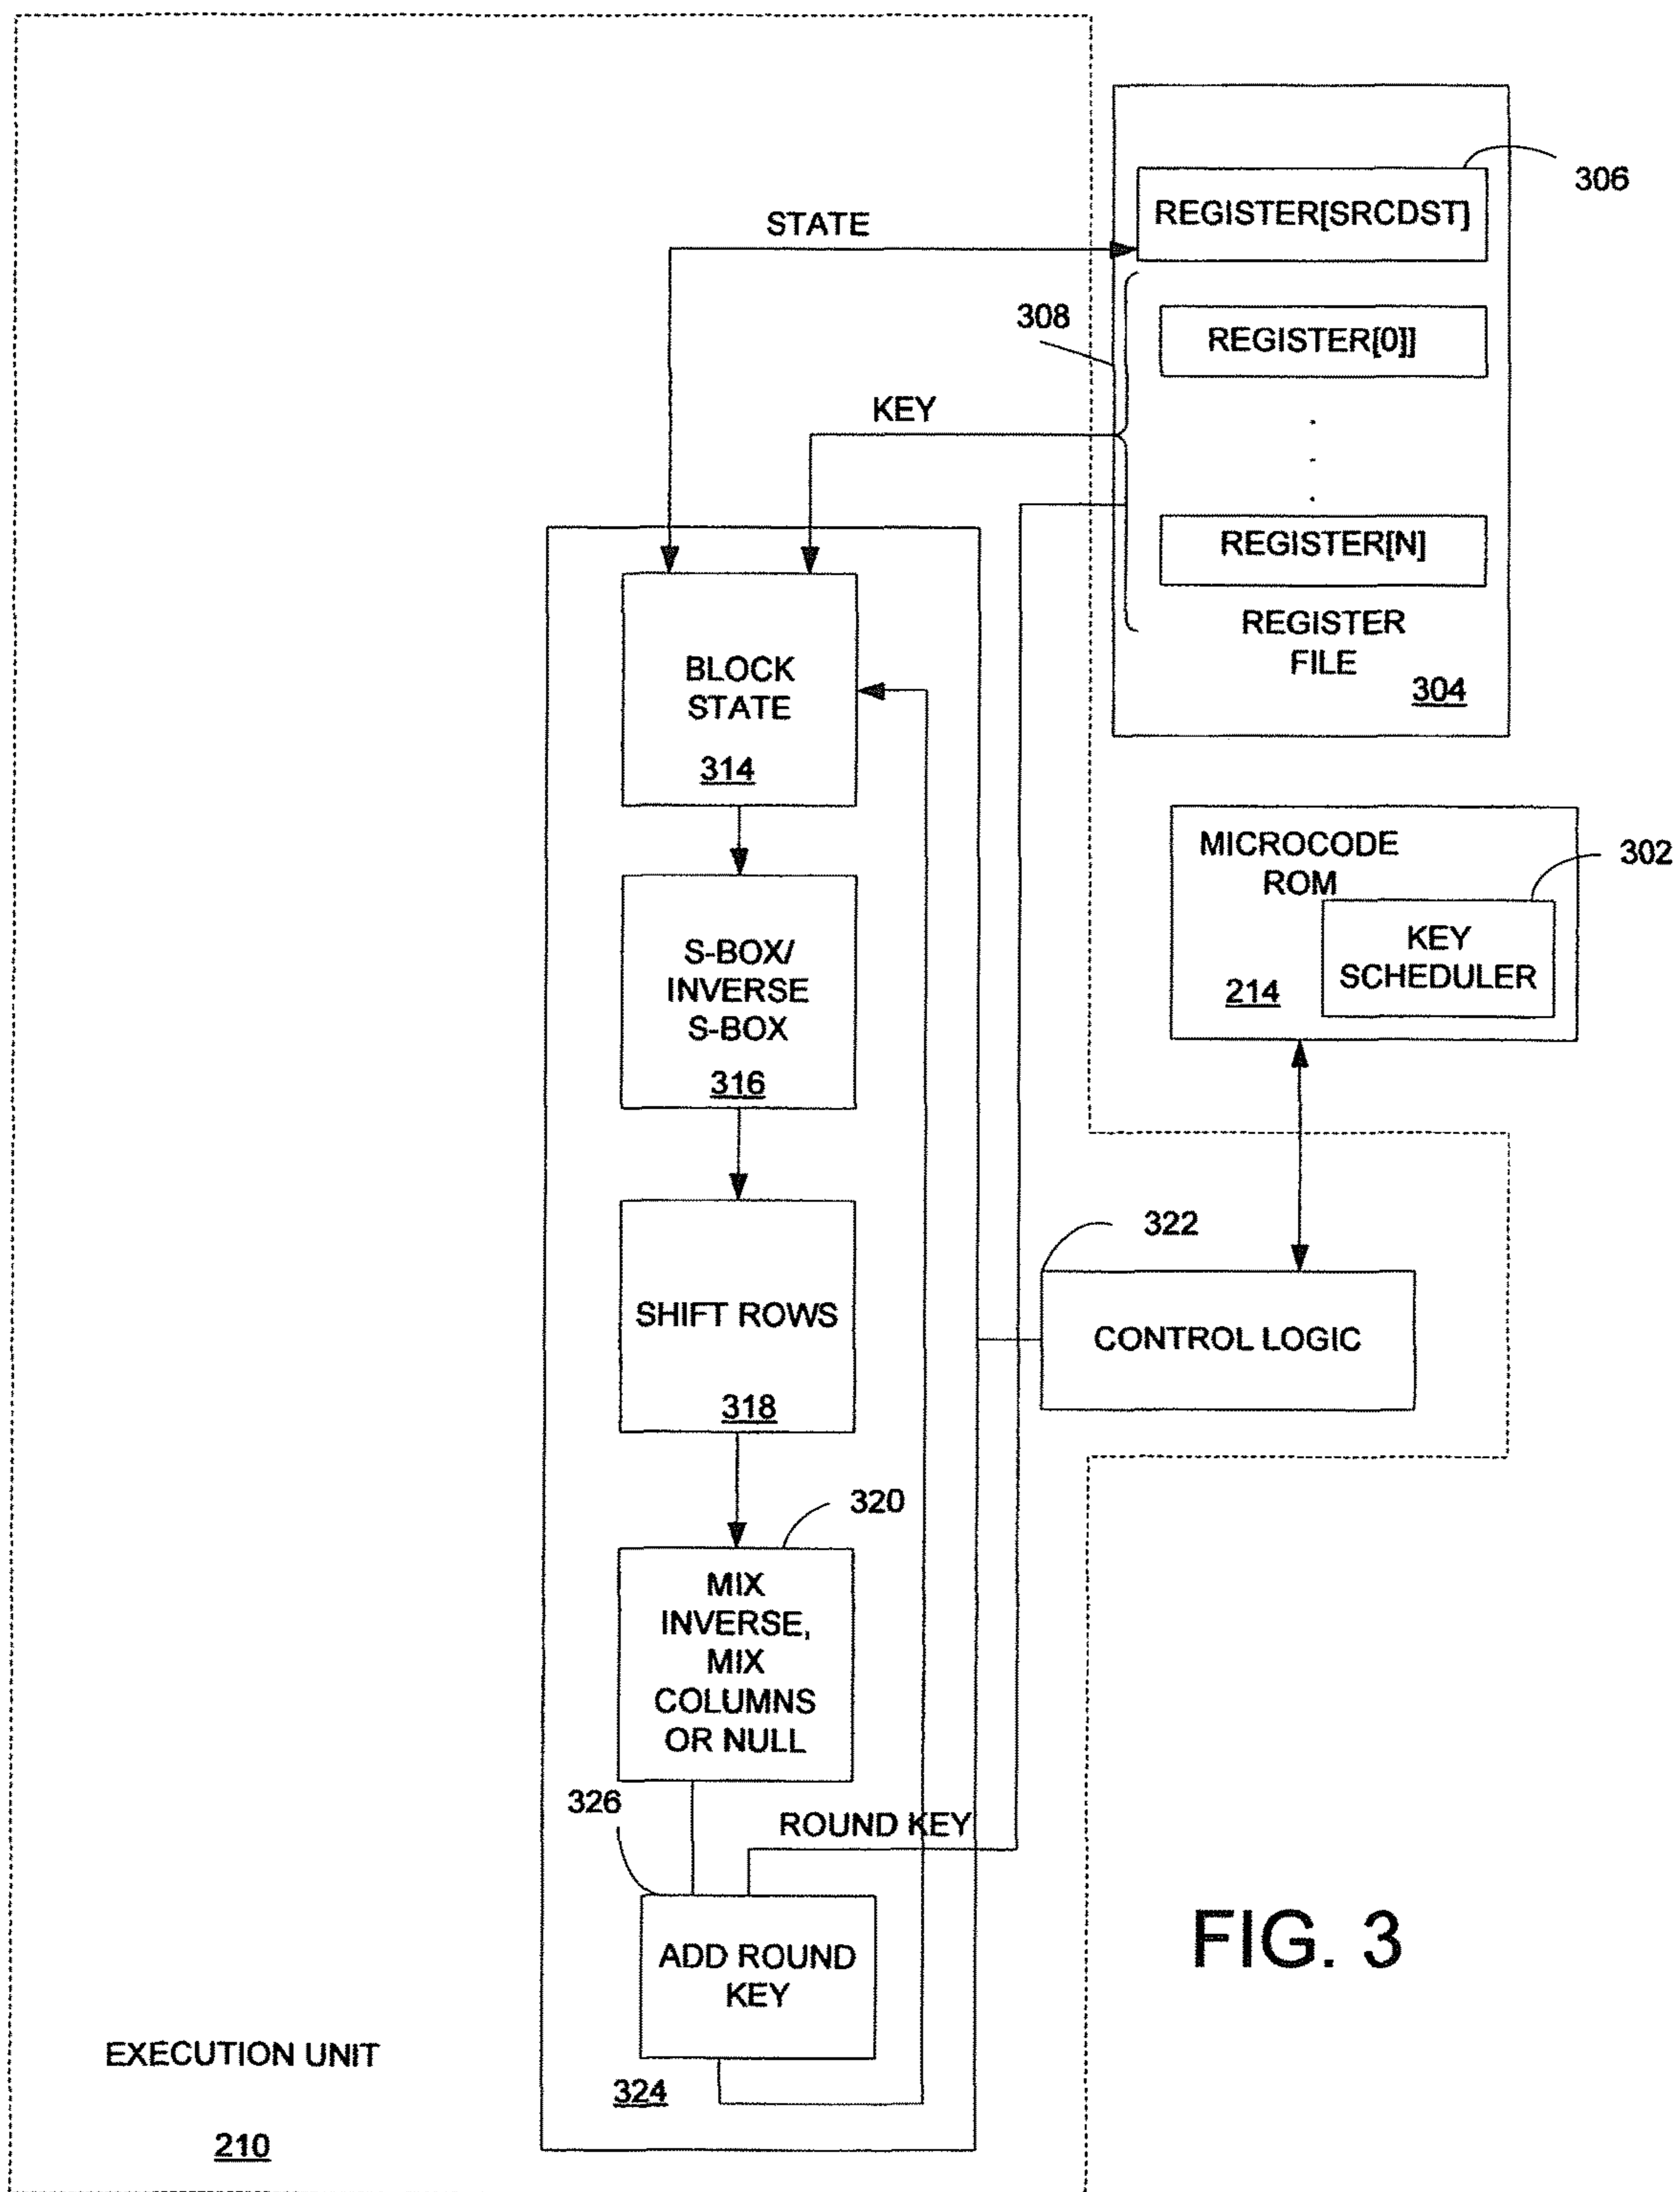 306
REGISTER[SRCDST]
STATE
308
REGISTER[0]]
KEY
.
.
.
REGISTER[N]
REGISTER
FILE
304
BLOCK
STATE
314
MICROCODE
ROM
302
KEY
SCHEDULER
214
S-BOX/
INVERSE
S-BOX
316
322
SHIFT ROWS
CONTROL LOGIC
318
320
MIX
INVERSE,
MIX
COLUMNS
OR NULL
326
ROUND KEY
ADD ROUND
KEY
FIG. 3
EXECUTION UNIT
324
210